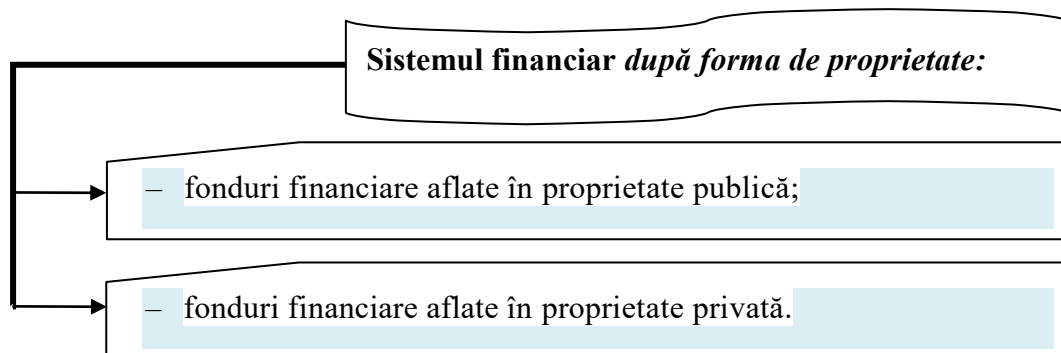 Sistemul financiar după forma de proprietate:
– fonduri financiare aflate în proprietate publică;
– fonduri financiare aflate în proprietate privată.